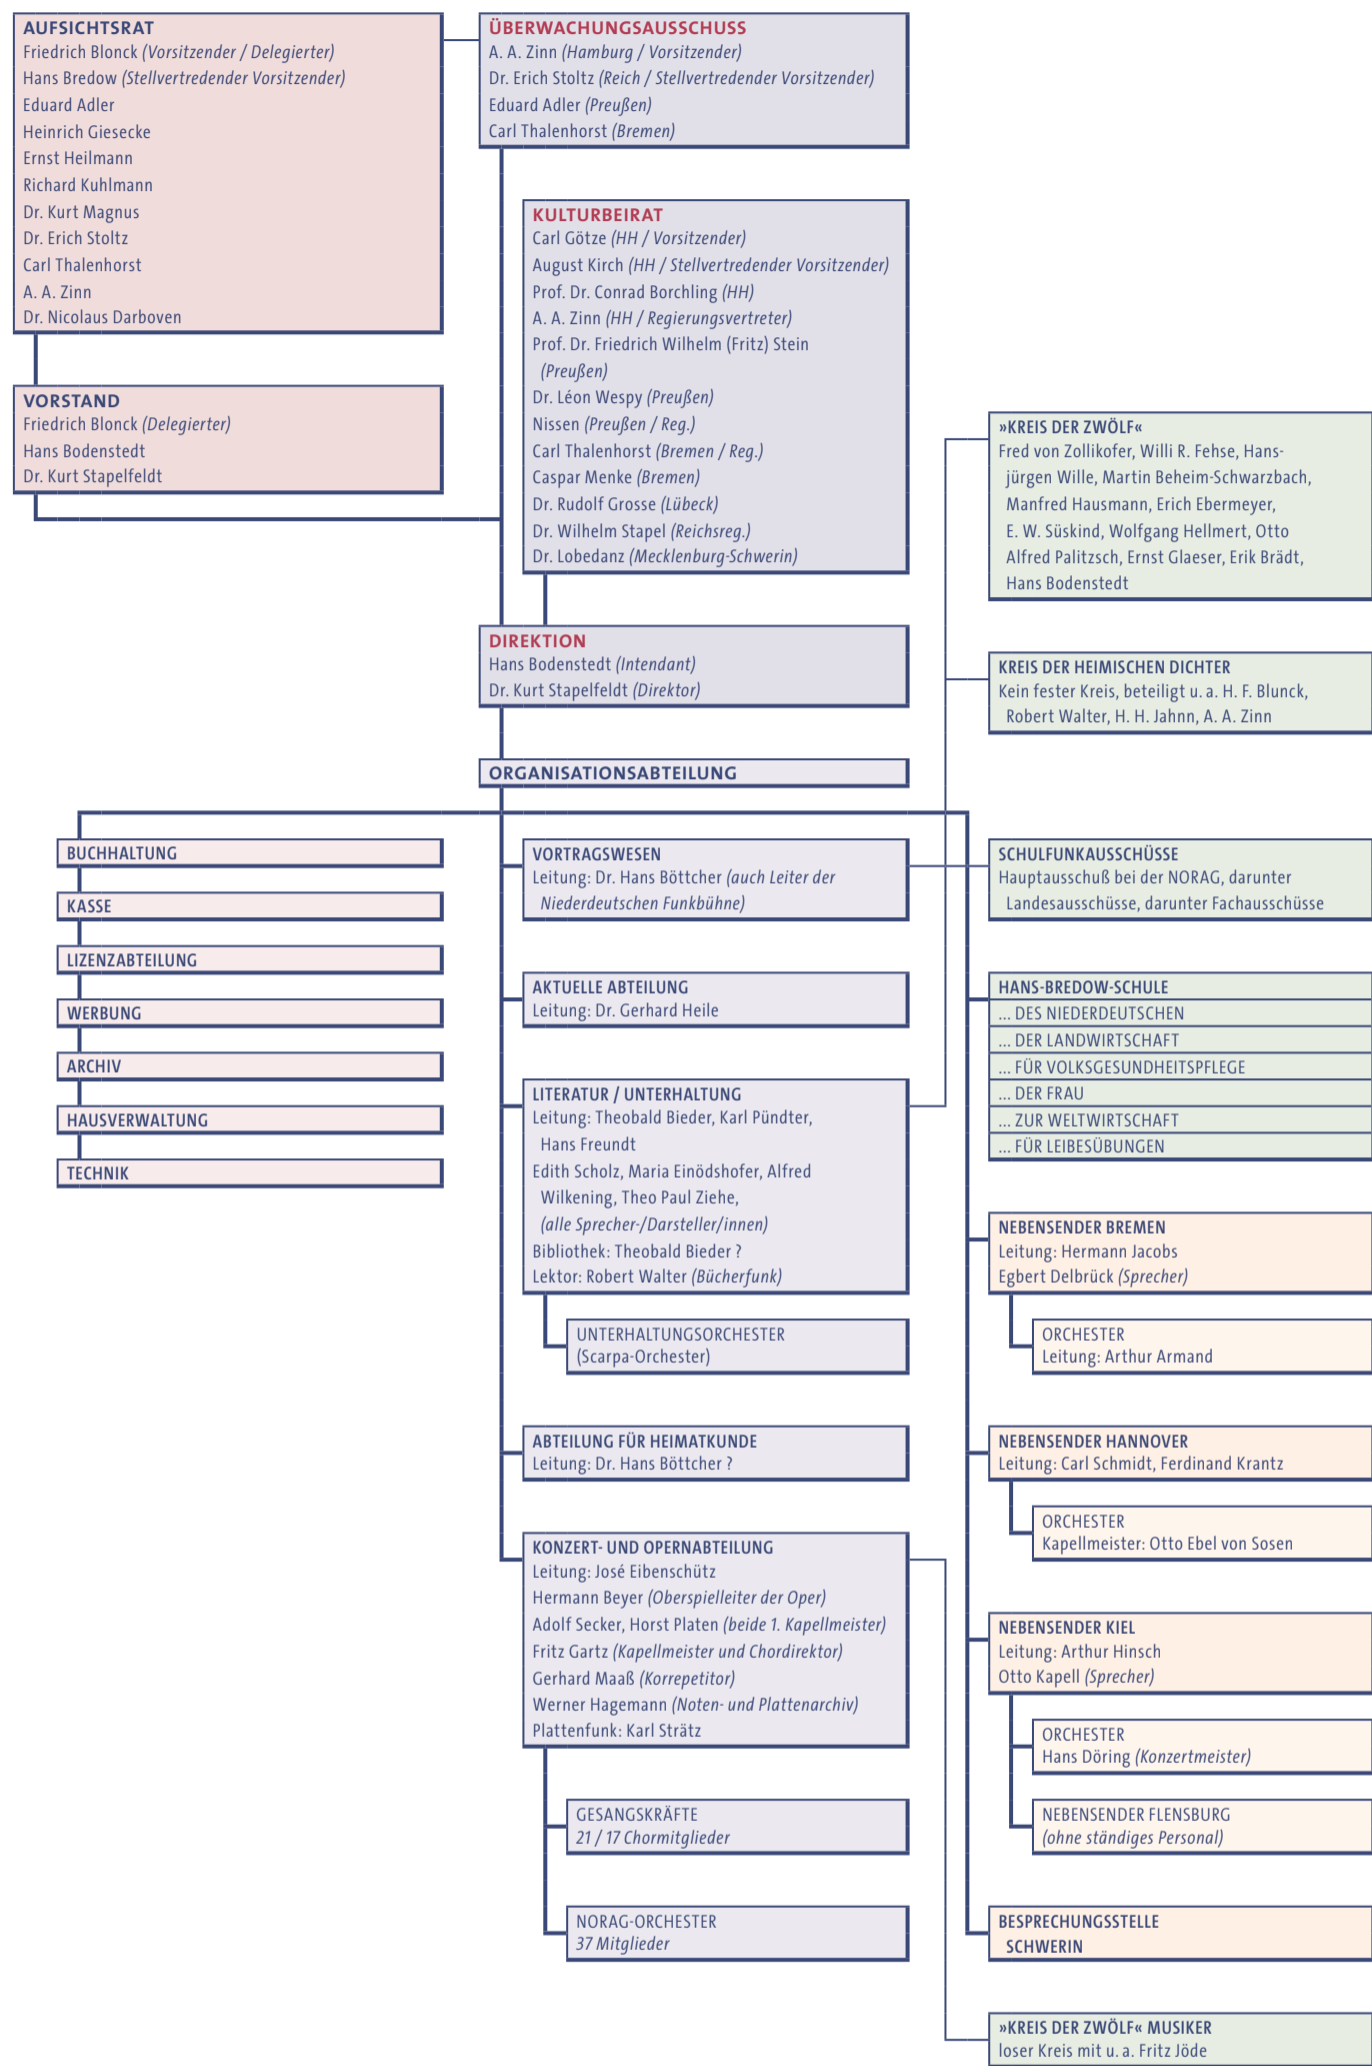 AUFSICHTSRAT
Friedrich Blonck (Vorsitzender / Delegierter)
Hans Bredow (Stellvertredender Vorsitzender)
Eduard Adler
Heinrich Giesecke
Ernst Heilmann
Richard Kuhlmann
Dr. Kurt Magnus
Dr. Erich Stoltz
Carl Thalenhorst
A. A. Zinn
Dr. Nicolaus Darboven
VORSTAND
Friedrich Blonck (Delegierter)
Hans Bodenstedt
Dr. Kurt Stapelfeldt
ÜBERWACHUNGSAUSSCHUSS
A. A. Zinn (Hamburg / Vorsitzender)
Dr. Erich Stoltz (Reich / Stellvertredender Vorsitzender)
Eduard Adler (Preußen)
Carl Thalenhorst (Bremen)
KULTURBEIRAT
Carl Götze (HH / Vorsitzender)
August Kirch (HH / Stellvertredender Vorsitzender)
Prof. Dr. Conrad Borchling (HH)
A. A. Zinn (HH / Regierungsvertreter)
Prof. Dr. Friedrich Wilhelm (Fritz) Stein
(Preußen)
Dr. Léon Wespy (Preußen)
Nissen (Preußen / Reg.)
Carl Thalenhorst (Bremen / Reg.)
Caspar Menke (Bremen)
Dr. Rudolf Grosse (Lübeck)
Dr. Wilhelm Stapel (Reichsreg.)
Dr. Lobedanz (Mecklenburg-Schwerin)
DIREKTION
Hans Bodenstedt (Intendant)
Dr. Kurt Stapelfeldt (Direktor)
ORGANISATIONSABTEILUNG
BUCHHALTUNG
KASSE
LIZENZABTEILUNG
WERBUNG
ARCHIV
HAUSVERWALTUNG
TECHNIK
VORTRAGSWESEN
Leitung: Dr. Hans Böttcher (auch Leiter der
Niederdeutschen Funkbühne)
AKTUELLE ABTEILUNG
Leitung: Dr. Gerhard Heile
LITERATUR / UNTERHALTUNG
Leitung: Theobald Bieder, Karl Pündter,
Hans Freundt
Edith Scholz, Maria Einödshofer, Alfred
Wilkening, Theo Paul Ziehe,
(alle Sprecher-/Darsteller/innen)
Bibliothek: Theobald Bieder ?
Lektor: Robert Walter (Bücherfunk)
UNTERHALTUNGSORCHESTER
(Scarpa-Orchester)
ABTEILUNG FÜR HEIMATKUNDE
Leitung: Dr. Hans Böttcher ?
KONZERT- UND OPERNABTEILUNG
Leitung: José Eibenschütz
Hermann Beyer (Oberspielleiter der Oper)
Adolf Secker, Horst Platen (beide 1. Kapellmeister)
Fritz Gartz (Kapellmeister und Chordirektor)
Gerhard Maaß (Korrepetitor)
Werner Hagemann (Noten- und Plattenarchiv)
Plattenfunk: Karl Strätz
GESANGSKRÄFTE
21 / 17 Chormitglieder
NORAG-ORCHESTER
37 Mitglieder
»KREIS DER ZWÖLF«
Fred von Zollikofer, Willi R. Fehse, Hans-
jürgen Wille, Martin Beheim-Schwarzbach,
Manfred Hausmann, Erich Ebermeyer,
E. W. Süskind, Wolfgang Hellmert, Otto
Alfred Palitzsch, Ernst Glaeser, Erik Brädt,
Hans Bodenstedt
KREIS DER HEIMISCHEN DICHTER
Kein fester Kreis, beteiligt u. a. H. F. Blunck,
Robert Walter, H. H. Jahnn, A. A. Zinn
SCHULFUNKAUSSCHÜSSE
Hauptausschuß bei der NORAG, darunter
Landesausschüsse, darunter Fachausschüsse
HANS-BREDOW-SCHULE
... DES NIEDERDEUTSCHEN
... DER LANDWIRTSCHAFT
... FÜR VOLKSGESUNDHEITSPFLEGE
... DER FRAU
... ZUR WELTWIRTSCHAFT
... FÜR LEIBESÜBUNGEN
NEBENSENDER BREMEN
Leitung: Hermann Jacobs
Egbert Delbrück (Sprecher)
ORCHESTER
Leitung: Arthur Armand
NEBENSENDER HANNOVER
Leitung: Carl Schmidt, Ferdinand Krantz
ORCHESTER
Kapellmeister: Otto Ebel von Sosen
NEBENSENDER KIEL
Leitung: Arthur Hinsch
Otto Kapell (Sprecher)
ORCHESTER
Hans Döring (Konzertmeister)
NEBENSENDER FLENSBURG
(ohne ständiges Personal)
BESPRECHUNGSSTELLE
SCHWERIN
»KREIS DER ZWÖLF« MUSIKER
loser Kreis mit u. a. Fritz Jöde